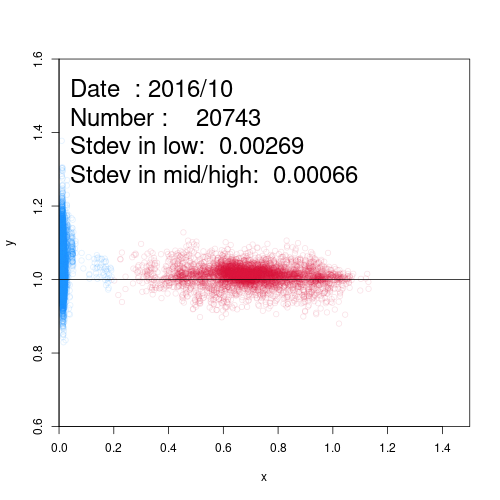 Date : 2016/10
Number : 20743
Stdev in low: 0.00269
Stdev in mid/high: 0.00066
1.6
1.4
1.2
1.0
0.8
0.6
y
0.0 0.2 0.4 0.6 0.8 1.0 1.2 1.4
x